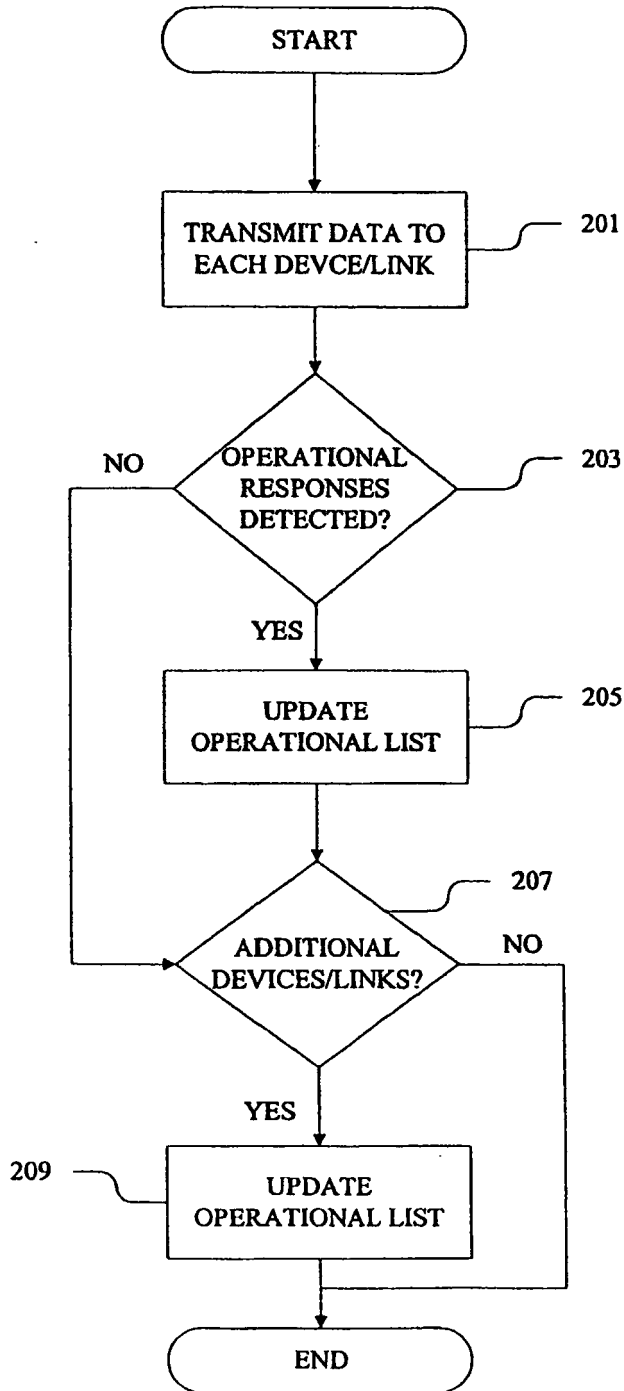 START
TRANSMIT DATA TO
EACH DEVCE/LINK
201
OPERATIONAL
RESPONSES
DETECTED?
203
NO
YES
UPDATE
OPERATIONAL LIST
205
207
ADDITIONAL
DEVICES/LINKS?
NO
YES
209
UPDATE
OPERATIONAL LIST
END